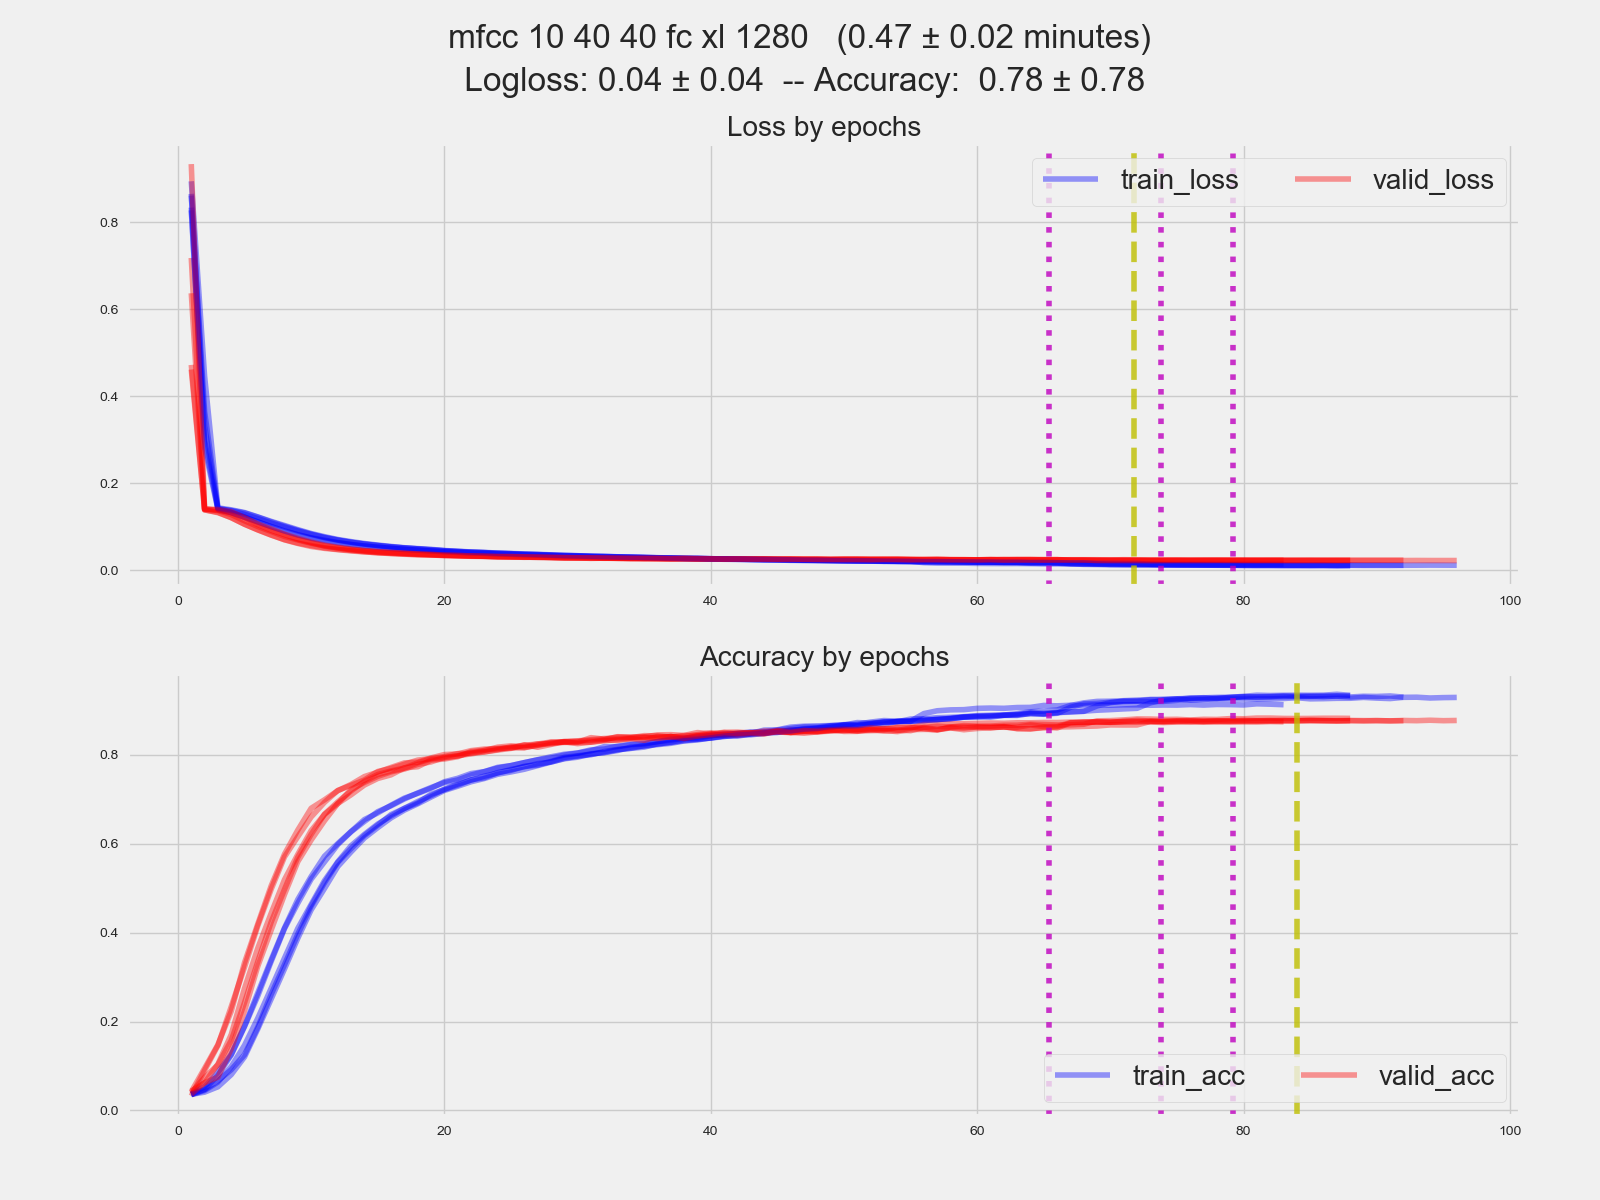 mfcc 10 40 40 fc xl 1280   (0.47 ± 0.02 minutes)
Logloss: 0.04 ± 0.04  -- Accuracy:  0.78 ± 0.78
Loss by epochs
train_loss
valid_loss
0.8
0.6
0.4
0.2
0.0
0
20
40
60
80
100
Accuracy by epochs
0.8
0.6
0.4
0.2
0.0
train_acc
valid_acc
0
20
40
60
80
100